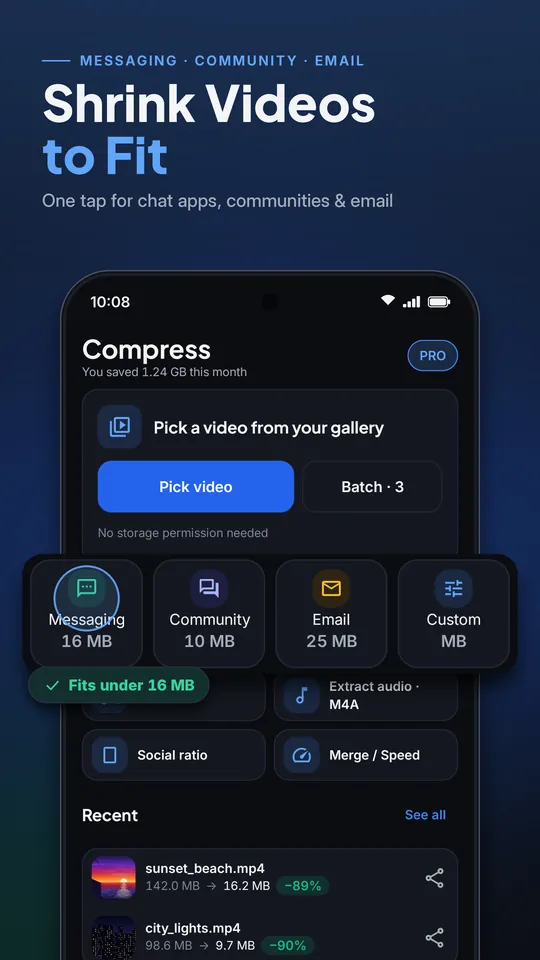 MESSAGING · COMMUNITY · EMAIL
Shrink Videos
to Fit
One tap for chat apps, communities & email
10:08
Compress
You saved 1.24 GB this month
PRO
Pick a video from your gallery
Pick video
Batch · 3
No storage permission needed
Messaging
16 MB
Community
10 MB
Email
25 MB
Custom
MB
Fits under 16 MB
Extract audio ·
M4A
Social ratio
Merge / Speed
Recent
See all
sunset_beach.mp4
142.0 MB → 16.2 MB −89%
city_lights.mp4
98.6 MB → 9.7 MB −90%